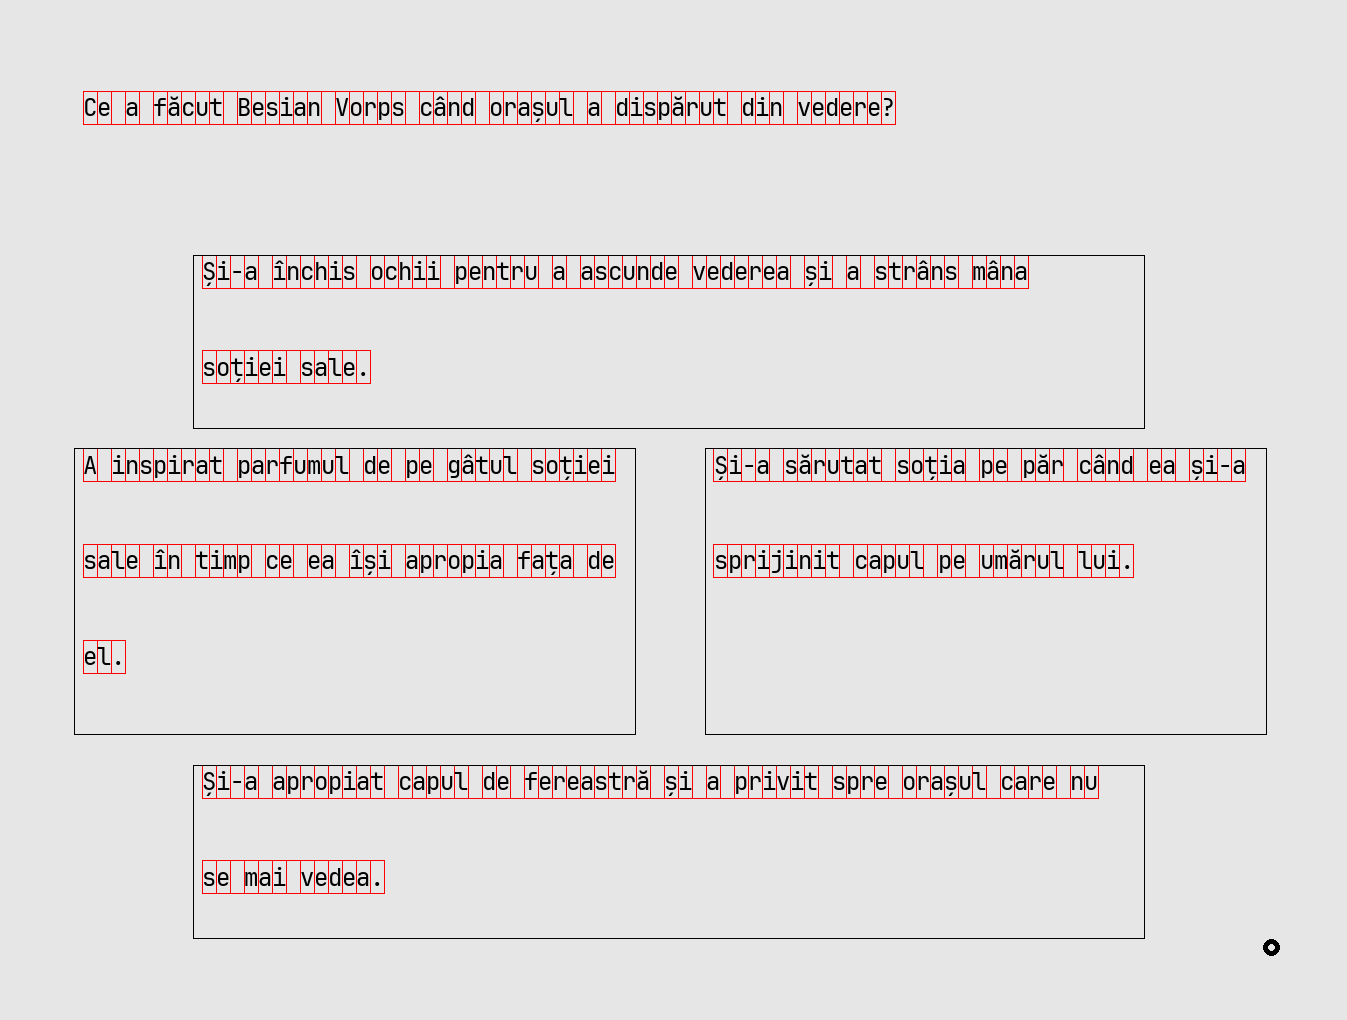 Ce a făcut Besian Vorps când orașul a dispărut din vedere?
Și-a închis ochii pentru a ascunde vederea și a strâns mâna
soției sale.
A inspirat parfumul de pe gâtul soției
sale în timp ce ea își apropia fața de
el.
Și-a sărutat soția pe păr când ea și-a
sprijinit capul pe umărul lui.
Și-a apropiat capul de fereastră și a privit spre orașul care nu
se mai vedea.